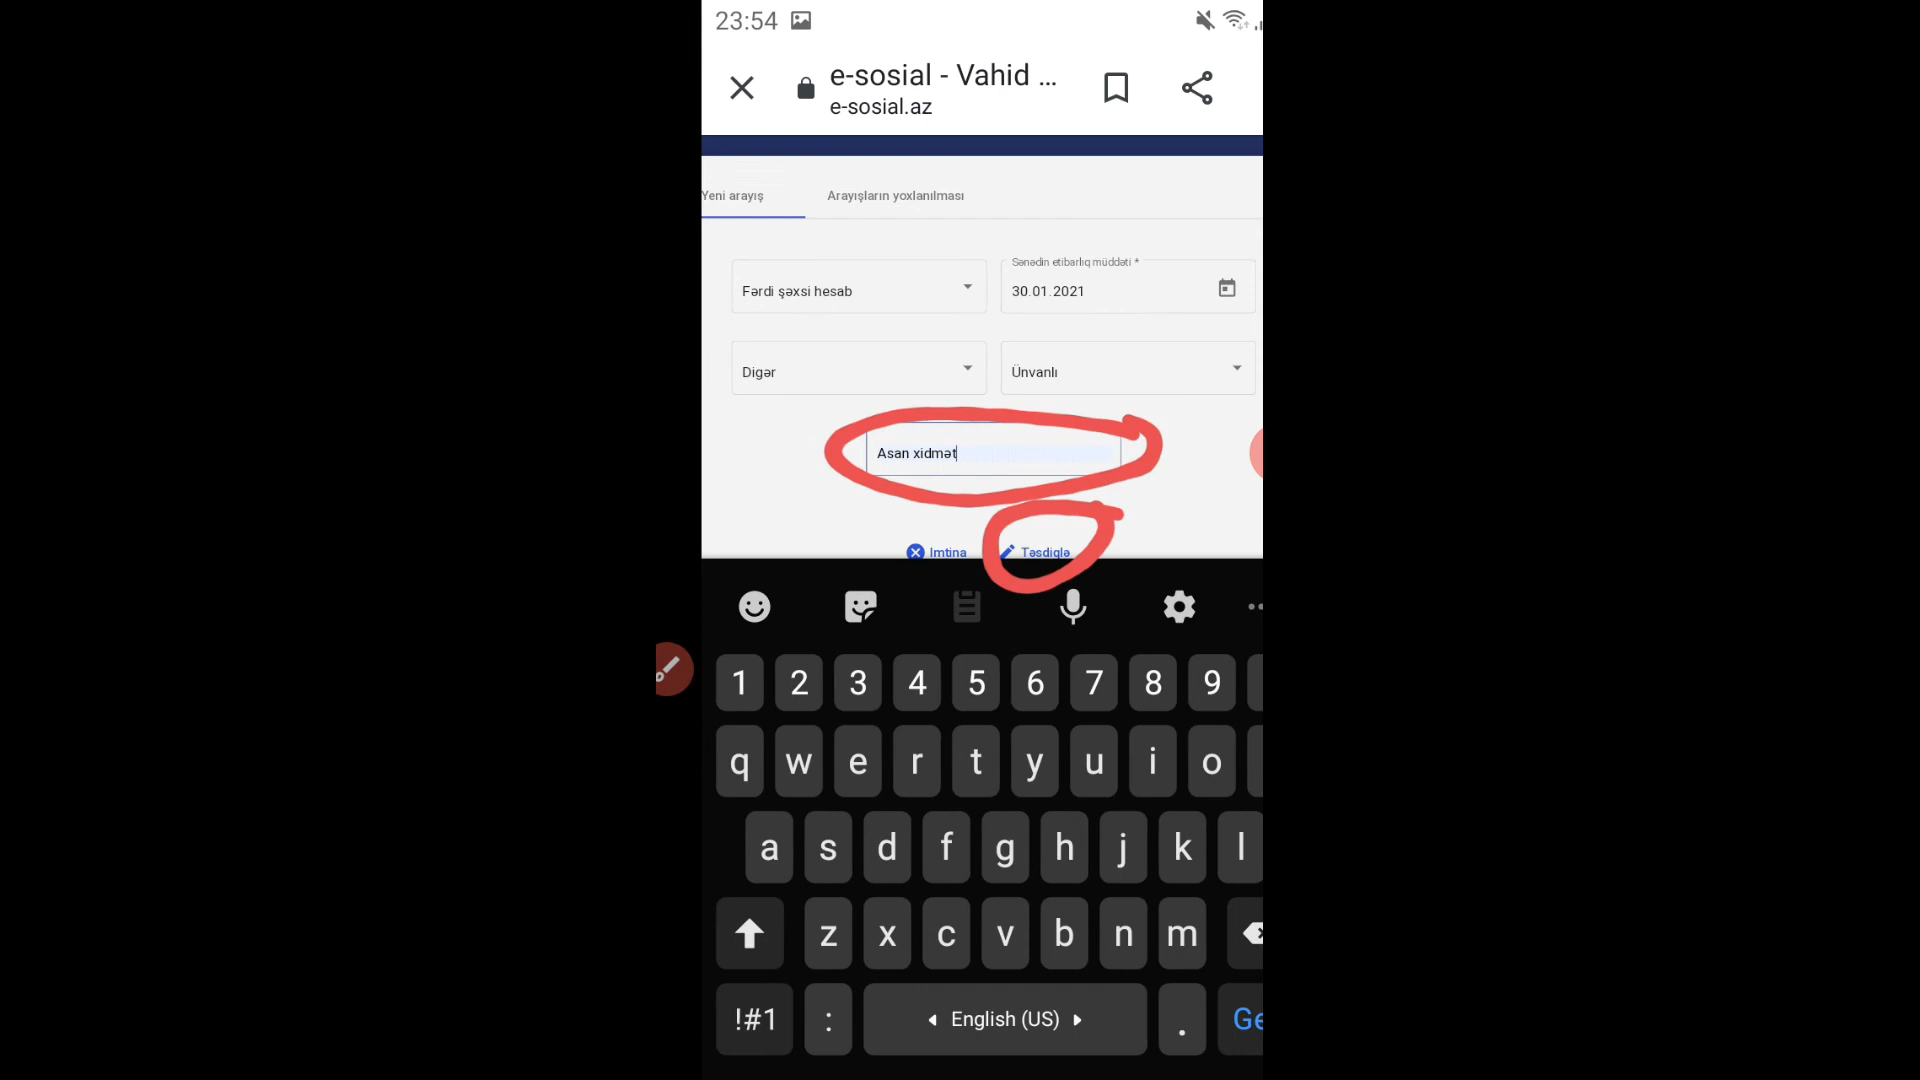 23:54
e-sosial - Vahid ...
e-sosial.az
Yeni arayış Arayışların yoxlanılması
Sənədin etibarlıq müddəti *
Fərdi şəxsi hesab 30.01.2021
Digər Ünvanlı
Asan xidmət
Imtina Təsdiqlə
1 2 3 4 5 6 7 8 9
q w e r t y u i o
a s d f g h j k l
z x c v b n m
!#1 : English (US) . Ge